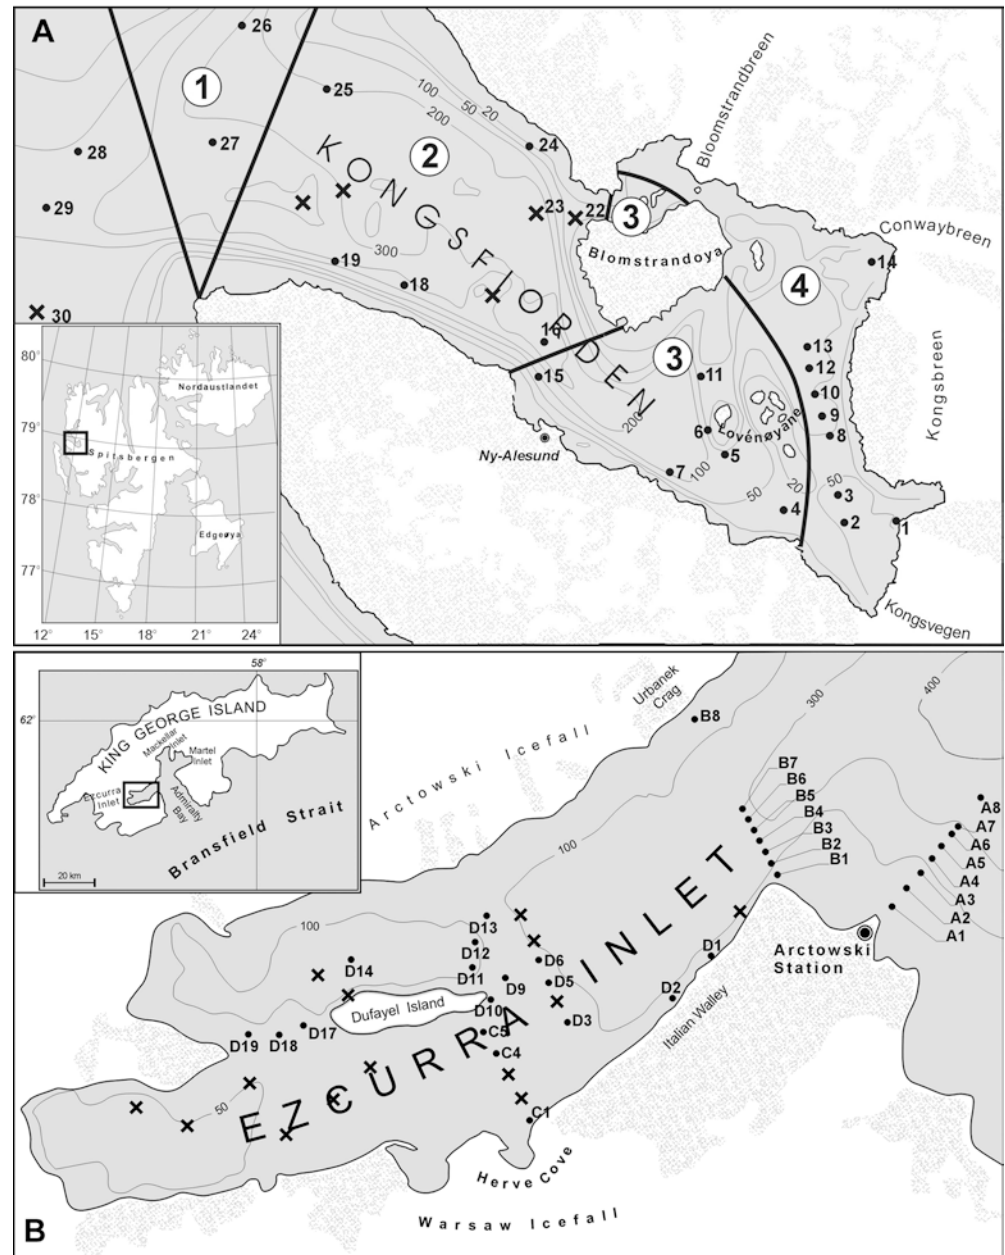 A
26
1
25
100
50
20
200
Bloomstrandbreen
28
27
2
24
KONGSFJORDEN
29
23
22
3
Blomstrandoya
Conwaybreen
300
14
19
18
4
30
16
15
3
11
13
12
10
9
8
Kongsbreen
200
6
Lovénøyane
Ny-Alesund
5
7
100
50
20
50
3
4
2
1
Kongsvegen
80°
Nordaustlandet
79°
Spitsbergen
78°
Edgeøya
77°
12°
15°
18°
21°
24°
58°
62°
KING GEORGE ISLAND
Mackellar
Inlet
Martel
Inlet
Ezcurra
Inlet
Admiralty
Bay
Bransfield Strait
20 km
Urbanek
Crag
B8
300
400
Arctowski Icefall
B7
B6
B5
B4
B3
B2
B1
A8
A7
A6
A5
A4
A3
A2
A1
100
100
EZCURRA INLET
D13
D12
D11
D14
D6
D5
D9
D10
D3
D1
D2
Arctowski
Station
Italian Walley
Dufayel Island
D19
D18
D17
C5
C4
50
C1
Herve Cove
Warsaw Icefall
B